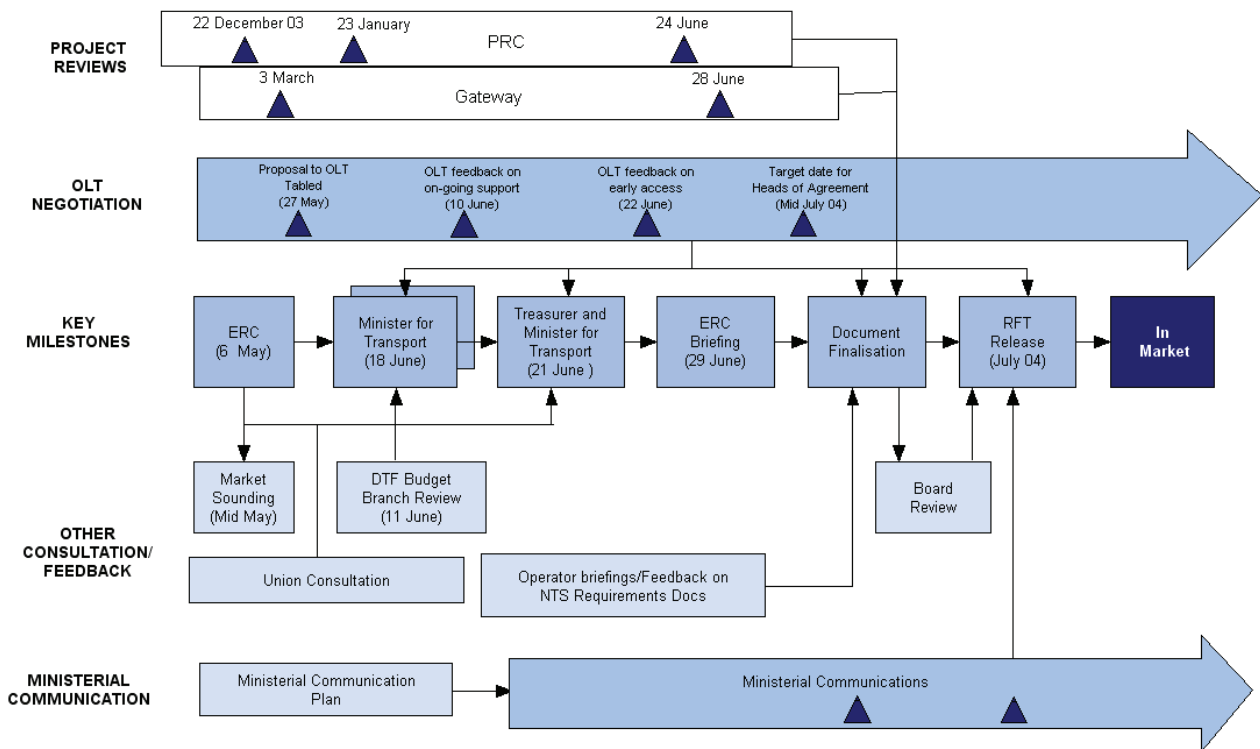 PROJECT
REVIEWS
22 December 03
23 January
24 June
PRC
3 March
28 June
Gateway
OLT
NEGOTIATION
Proposal to OLT
Tabled
(27 May)
OLT feedback on
on-going support
(10 June)
OLT feedback on
early access
(22 June)
Target date for
Heads of Agreement
(Mid July 04)
KEY
MILESTONES
ERC
(6 May)
Minister for
Transport
(18 June)
Treasurer and
Minister for
Transport
(21 June )
ERC
Briefing
(29 June)
Document
Finalisation
RFT
Release
(July 04)
In
Market
OTHER
CONSULTATION/
FEEDBACK
Market
Sounding
(Mid May)
DTF Budget
Branch Review
(11 June)
Board
Review
Union Consultation
Operator briefings/Feedback on
NTS Requirements Docs
MINISTERIAL
COMMUNICATION
Ministerial Communication
Plan
Ministerial Communications